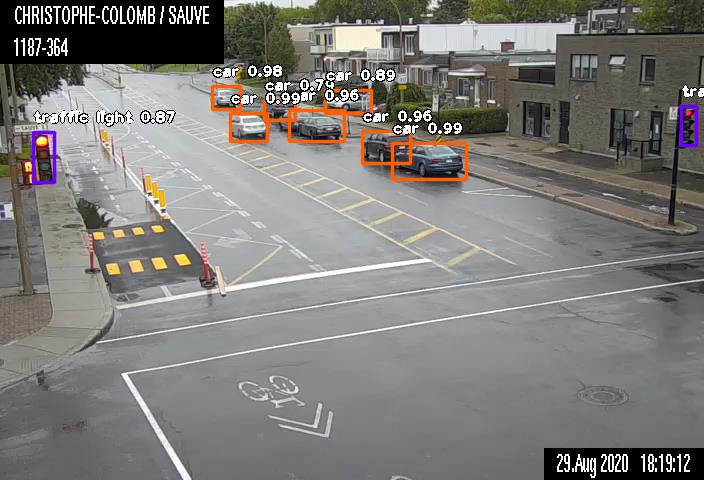 CHRISTOPHE-COLOMB / SAUVE
1187-364
car 0.98
car 0.89
car 0.99
car 0.96
car 0.96
car 0.99
traffic light 0.87
tra
29.Aug 2020 18:19:12